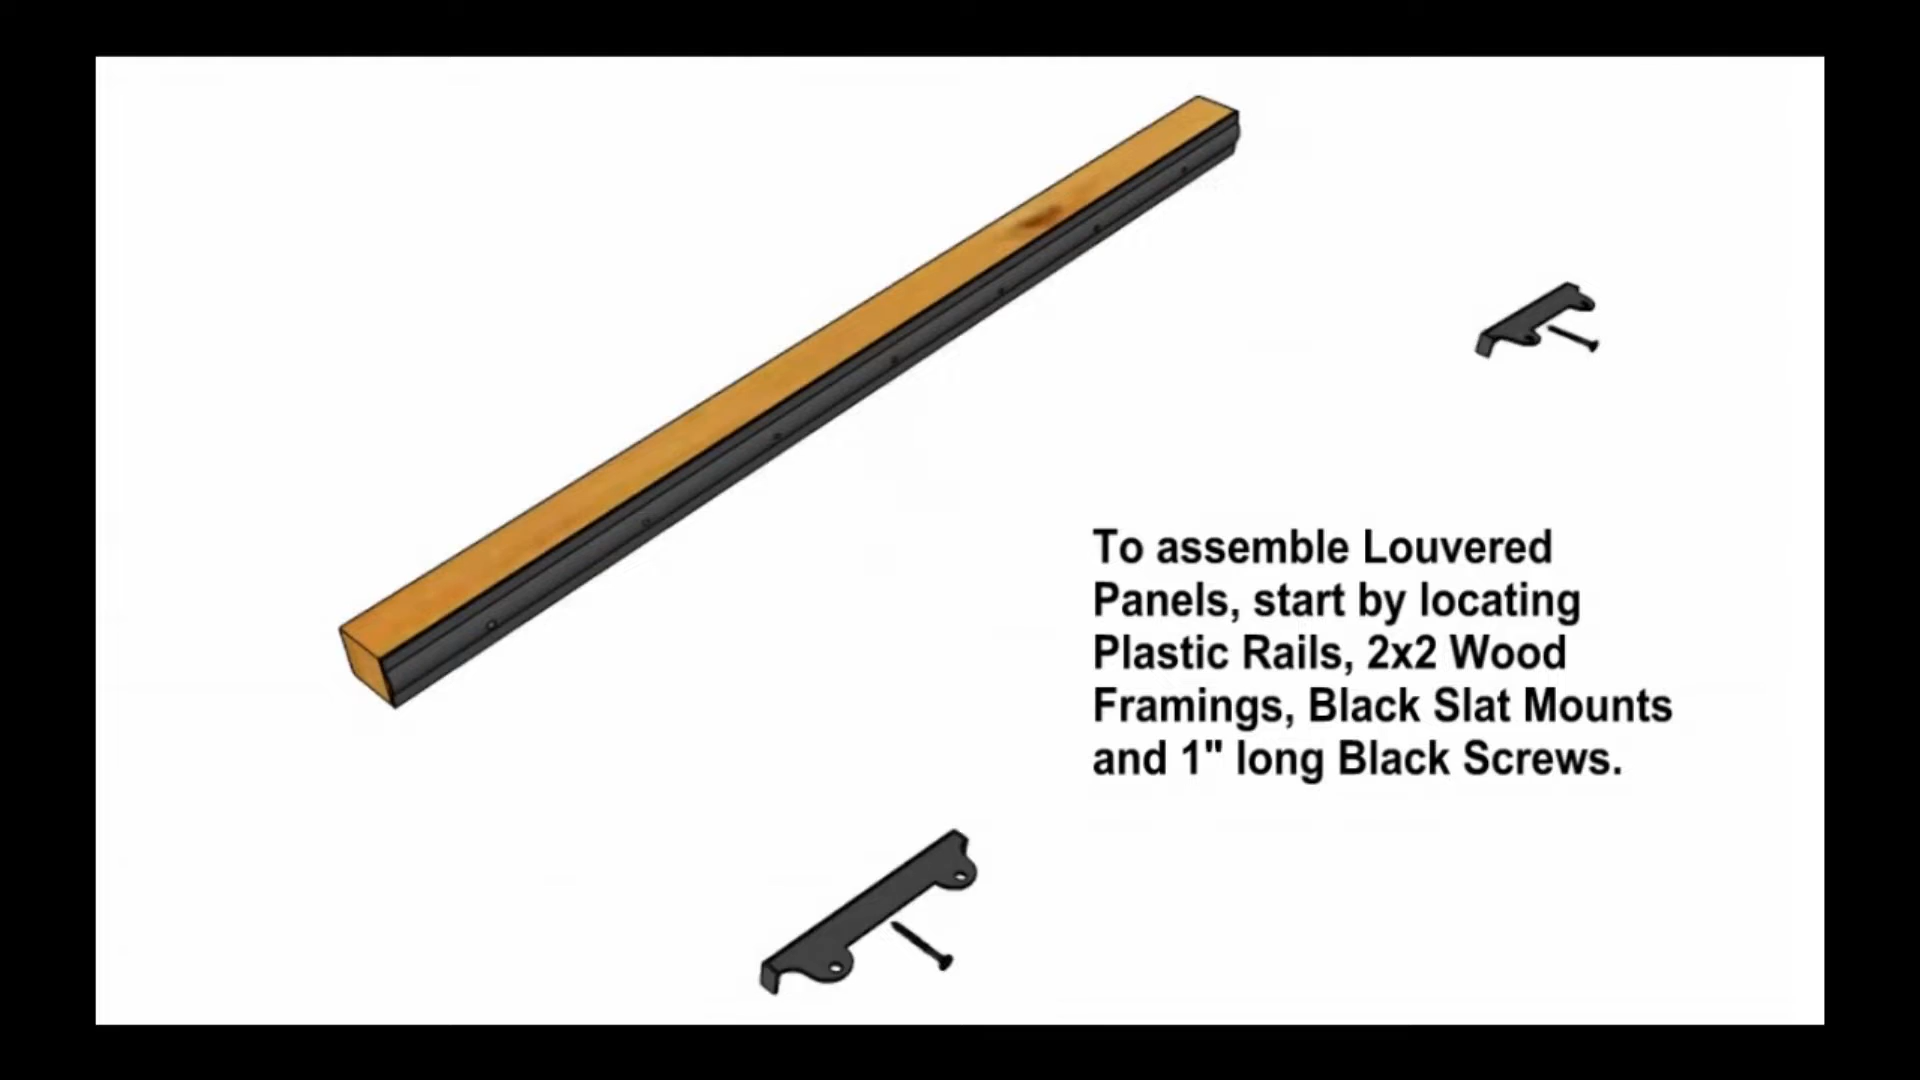 To assemble Louvered
Panels, start by locating
Plastic Rails, 2x2 Wood
Framings, Black Slat Mounts
and 1" long Black Screws.